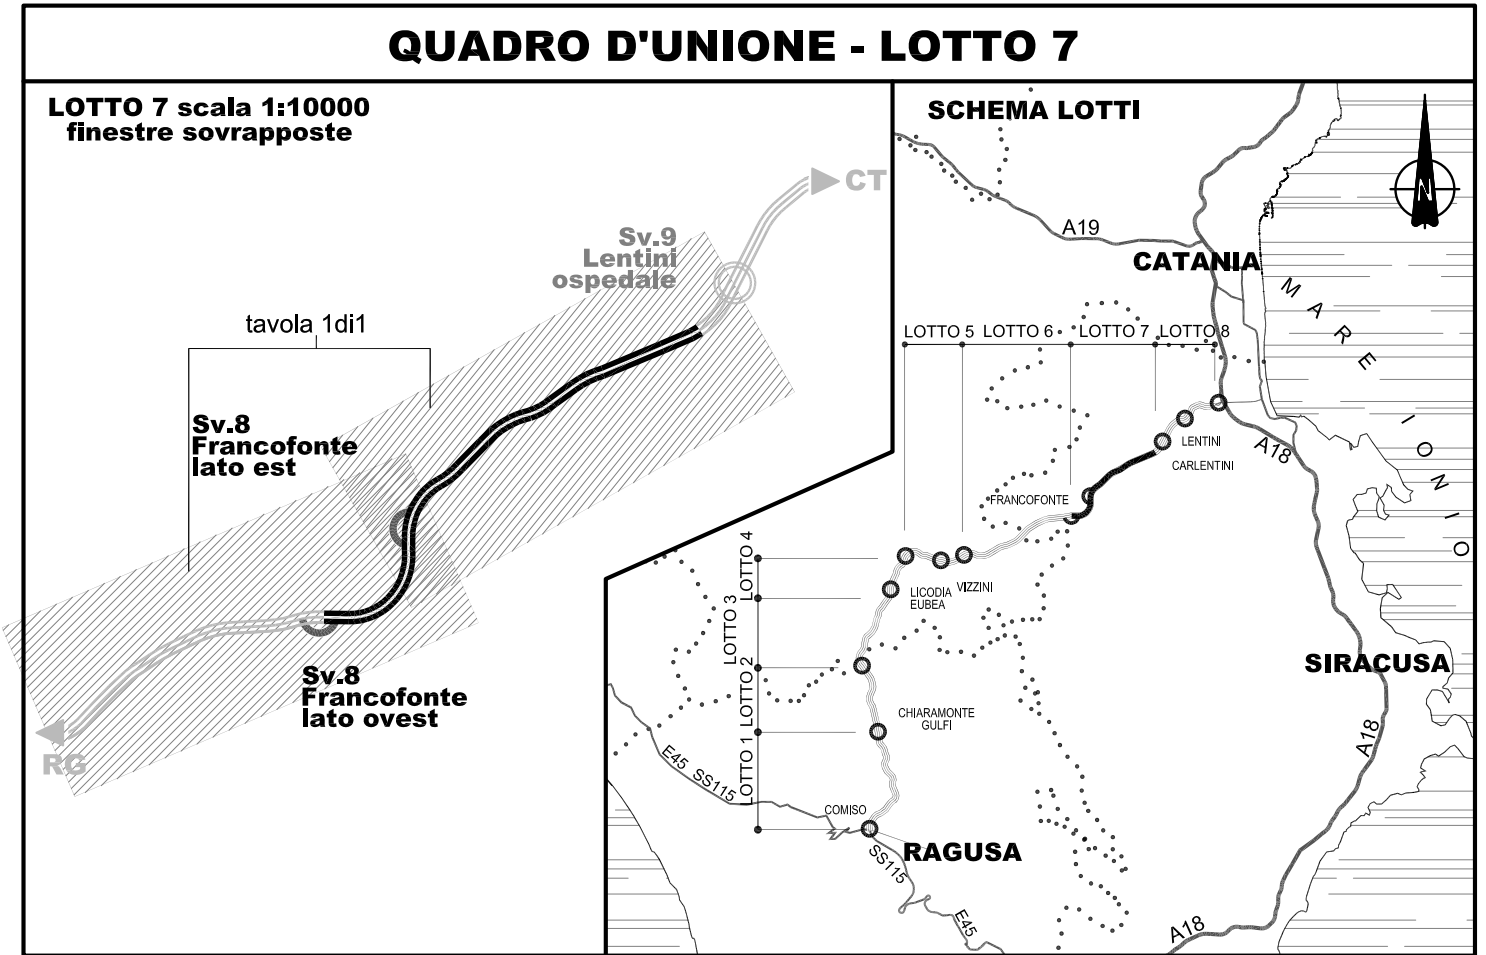 QUADRO D'UNIONE - LOTTO 7
LOTTO 7 scala 1:10000
finestre sovrapposte
CT
Sv.9
Lentini
ospedale
tavola 1di1
Sv.8
Francofonte
lato est
Sv.8
Francofonte
lato ovest
RG
SCHEMA LOTTI
N
A19
CATANIA
MARE IONIO
LOTTO 5
LOTTO 6
LOTTO 7
LOTTO 8
LENTINI
CARLENTINI
A18
FRANCOFONTE
LOTTO 4
LOTTO 3
LOTTO 2
LOTTO 1
VIZZINI
LICODIA
EUBEA
SIRACUSA
CHIARAMONTE
GULFI
A18
E45 SS115
COMISO
RAGUSA
SS115
E45
A18